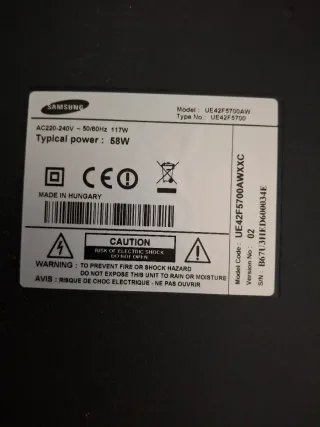 SAMSUNG
Model : UE42F5700AW
Type No.: UE42F5700
AC220-240V ~ 50/60Hz 117W
Typical power : 58W
MADE IN HUNGARY
CAUTION
RISK OF ELECTRIC SHOCK
DO NOT OPEN
WARNING : TO PREVENT FIRE OR SHOCK HAZARD
DO NOT EXPOSE THIS UNIT TO RAIN OR MOISTURE
AVIS : RISQUE DE CHOC ELECTRIQUE / NE PAS OUVRIR
Model Code : UE42F5700AWXXC
Version No : 02